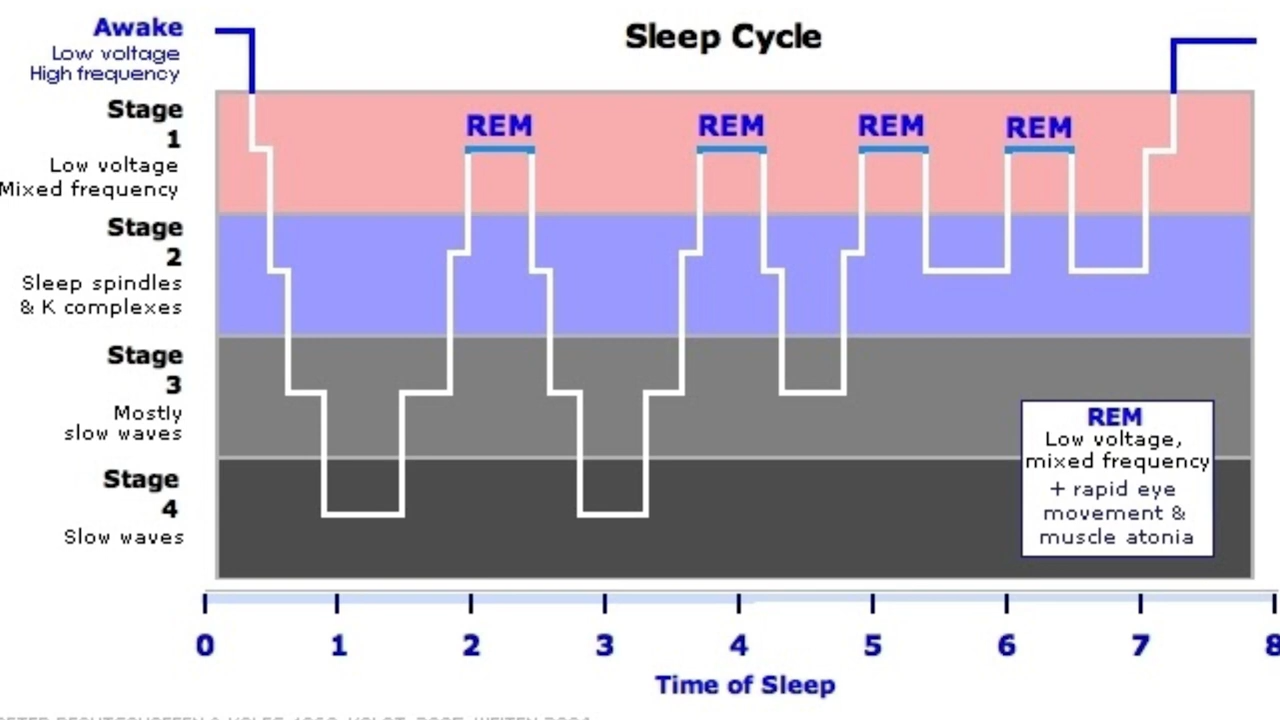 Sleep Cycle
Awake
Low voltage
High frequency
Stage
1
Low voltage
Mixed frequency
REM
REM
REM
REM
Stage
2
Sleep spindles
& K complexes
Stage
3
Mostly
slow waves
Stage
4
Slow waves
REM
Low voltage,
mixed frequency
+ rapid eye
movement &
muscle atonia
0 1 2 3 4 5 6 7 8
Time of Sleep